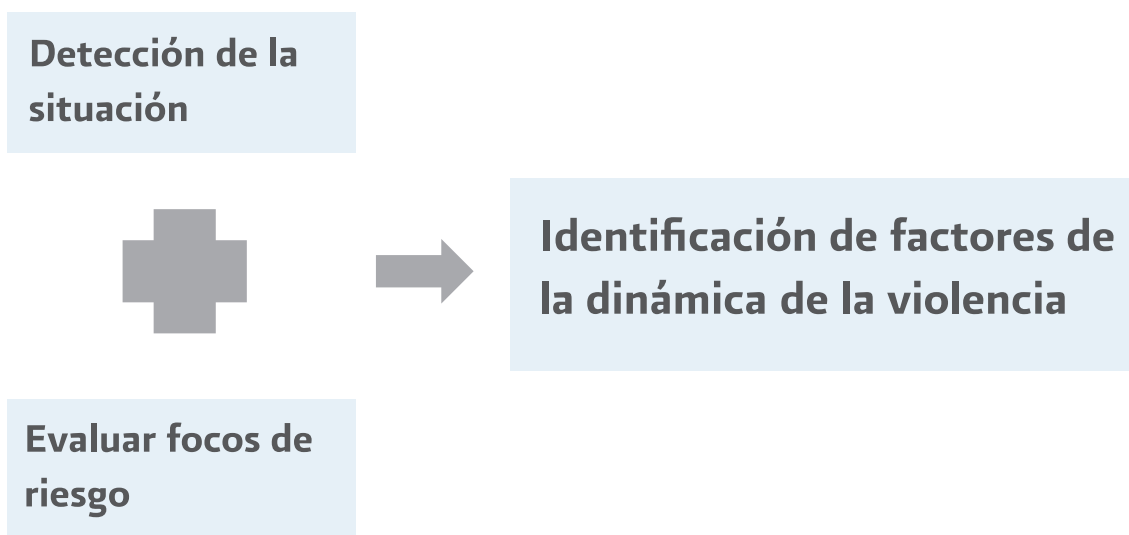 Detección de la
situación
Identificación de factores de
la dinámica de la violencia
Evaluar focos de
riesgo